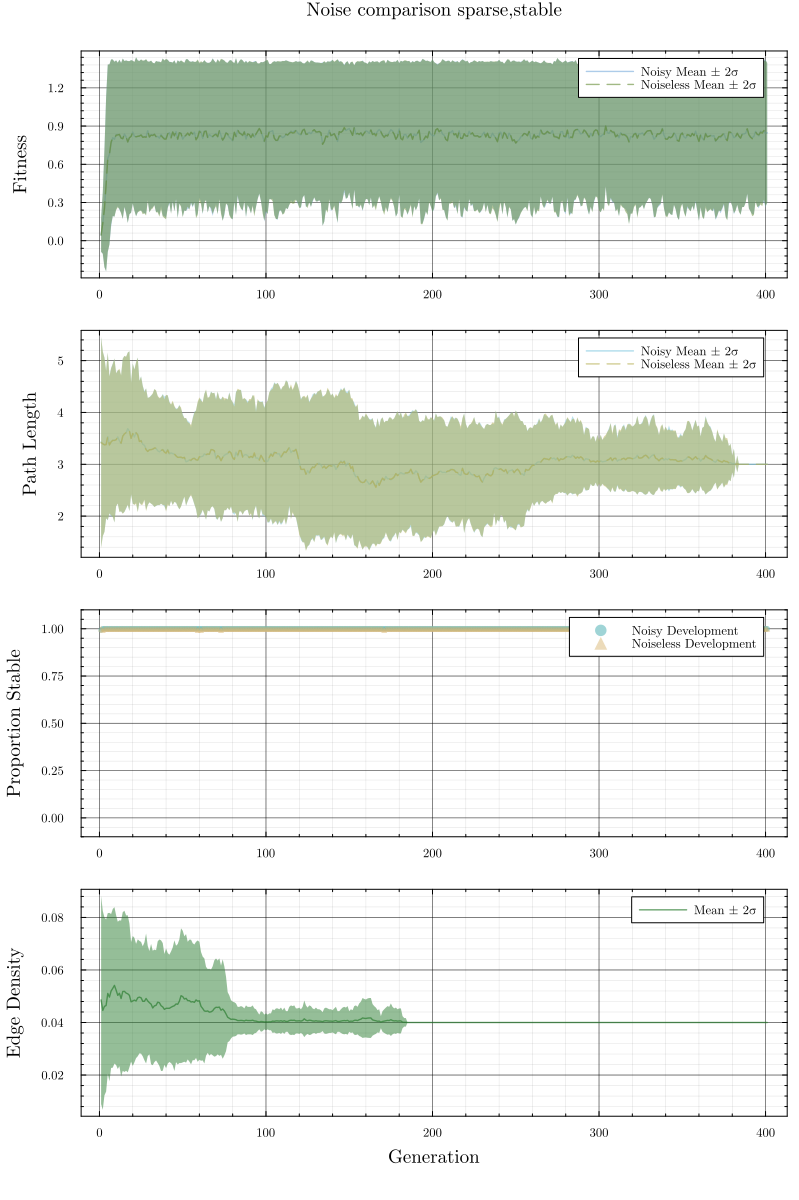 Noise comparison sparse,stable
Fitness
1.2
0.9
0.6
0.3
0.0
Noisy Mean ± 2σ
Noiseless Mean ± 2σ
0 100 200 300 400
Path Length
5
4
3
2
Noisy Mean ± 2σ
Noiseless Mean ± 2σ
0 100 200 300 400
Proportion Stable
1.00
0.75
0.50
0.25
0.00
Noisy Development
Noiseless Development
0 100 200 300 400
Edge Density
0.08
0.06
0.04
0.02
Mean ± 2σ
0 100 200 300 400
Generation